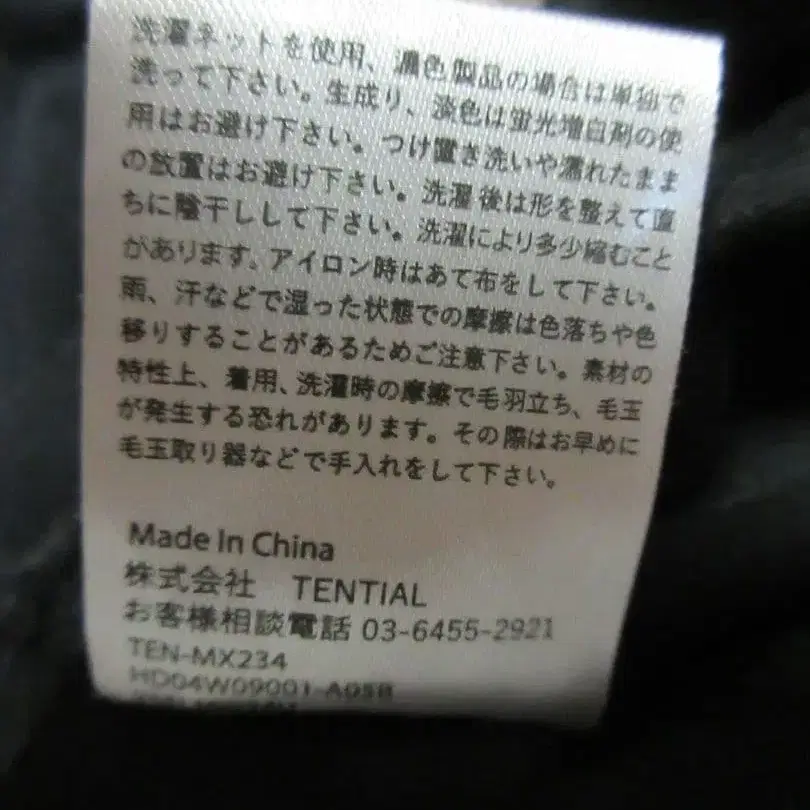 洗濯ネットを使用、濃色製品の場合は単独で
洗って下さい。生成り、淡色は蛍光増白剤の使
用はお避け下さい。つけ置き洗いや濡れたまま
の放置はお避け下さい。洗濯後は形を整えて直
ちに陰干しして下さい。洗濯により多少縮むこと
があります。アイロン時はあて布をして下さい。
雨、汗などで湿った状態での摩擦は色落ちや色
移りすることがあるためご注意下さい。素材の
特性上、着用、洗濯時の摩擦で毛羽立ち、毛玉
が発生する恐れがあります。その際はお早めに
毛玉取り器などで手入れをして下さい。
Made In China
株式会社 TENTIAL
お客様相談電話 03-6455-2921
TEN-MX234
HD04W09001-A05B